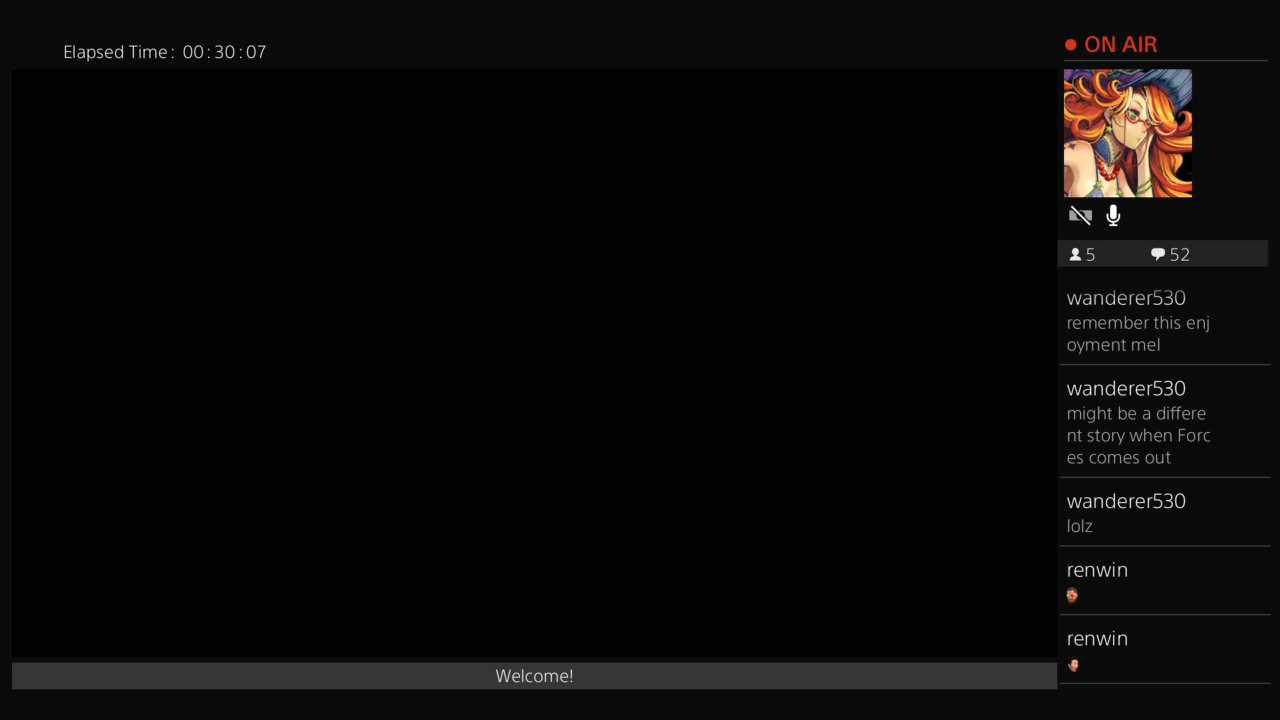 Elapsed Time: 00:30:07
ON AIR
5
52
wanderer530
remember this enj
oyment mel
wanderer530
might be a differe
nt story when Forc
es comes out
wanderer530
lolz
renwin
renwin
Welcome!